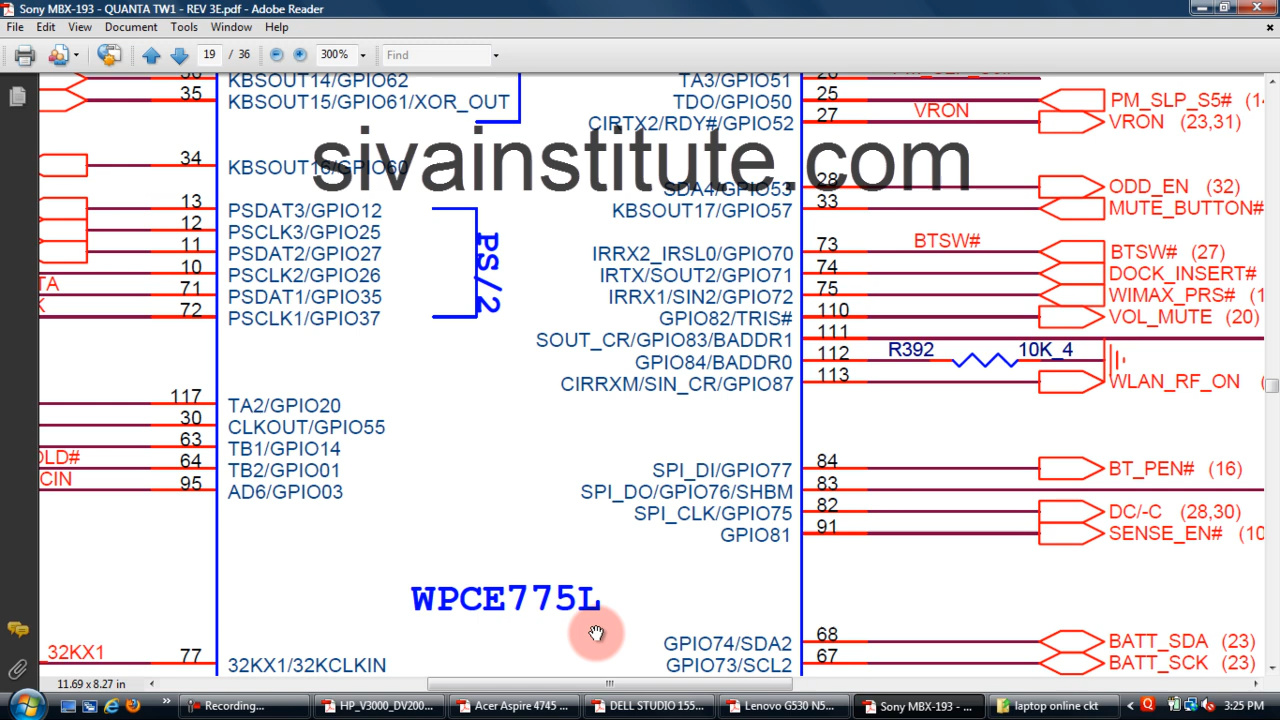 Sony MBX-193 - QUANTA TW1 - REV 3E.pdf - Adobe Reader
File Edit View Document Tools Window Help
19 / 36 300% Find
KBSOUT14/GPIO62 TA3/GPIO51
35 KBSOUT15/GPIO61/XOR_OUT TDO/GPIO50 25 PM_SLP_S5#
CIRTX2/RDY#/GPIO52 27 VRON VRON (23,31)
sivainstitute.com
34 KBSOUT16/GPIO60
SDA4/GPIO53 28 ODD_EN (32)
13 PSDAT3/GPIO12 KBSOUT17/GPIO57 33 MUTE_BUTTON#
12 PSCLK3/GPIO25
11 PSDAT2/GPIO27 IRRX2_IRSL0/GPIO70 73 BTSW# BTSW# (27)
10 PSCLK2/GPIO26 IRTX/SOUT2/GPIO71 74 DOCK_INSERT#
TA 71 PSDAT1/GPIO35 IRRX1/SIN2/GPIO72 75 WIMAX_PRS#
K 72 PSCLK1/GPIO37 GPIO82/TRIS# 110 VOL_MUTE (20)
PS/2
SOUT_CR/GPIO83/BADDR1 111
GPIO84/BADDR0 112 R392 10K_4
CIRRXM/SIN_CR/GPIO87 113 WLAN_RF_ON
117 TA2/GPIO20
30 CLKOUT/GPIO55
63 TB1/GPIO14
OLD# 64 TB2/GPIO01 SPI_DI/GPIO77 84 BT_PEN# (16)
CIN 95 AD6/GPIO03 SPI_DO/GPIO76/SHBM 83
SPI_CLK/GPIO75 82 DC/-C (28,30)
GPIO81 91 SENSE_EN# (10
WPCE775L
GPIO74/SDA2 68 BATT_SDA (23)
_32KX1 77 32KX1/32KCLKIN GPIO73/SCL2 67 BATT_SCK (23)
11.69 x 8.27 in
Recording... HP_V3000_DV200... Acer Aspire 4745 ... DELL STUDIO 155... Lenovo G530 N5... Sony MBX-193 - ... laptop online ckt 3:25 PM